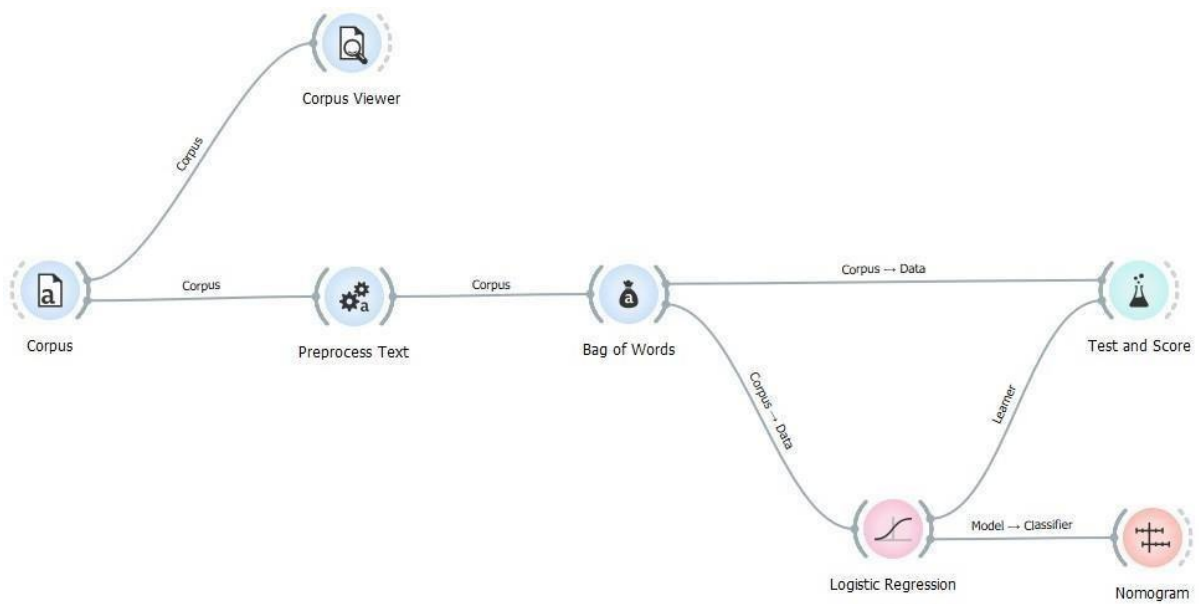 Corpus Viewer
Corpus
Corpus
Corpus
Corpus → Data
Corpus
Preprocess Text
Bag of Words
Test and Score
Corpus → Data
Learner
Model → Classifier
Logistic Regression
Nomogram